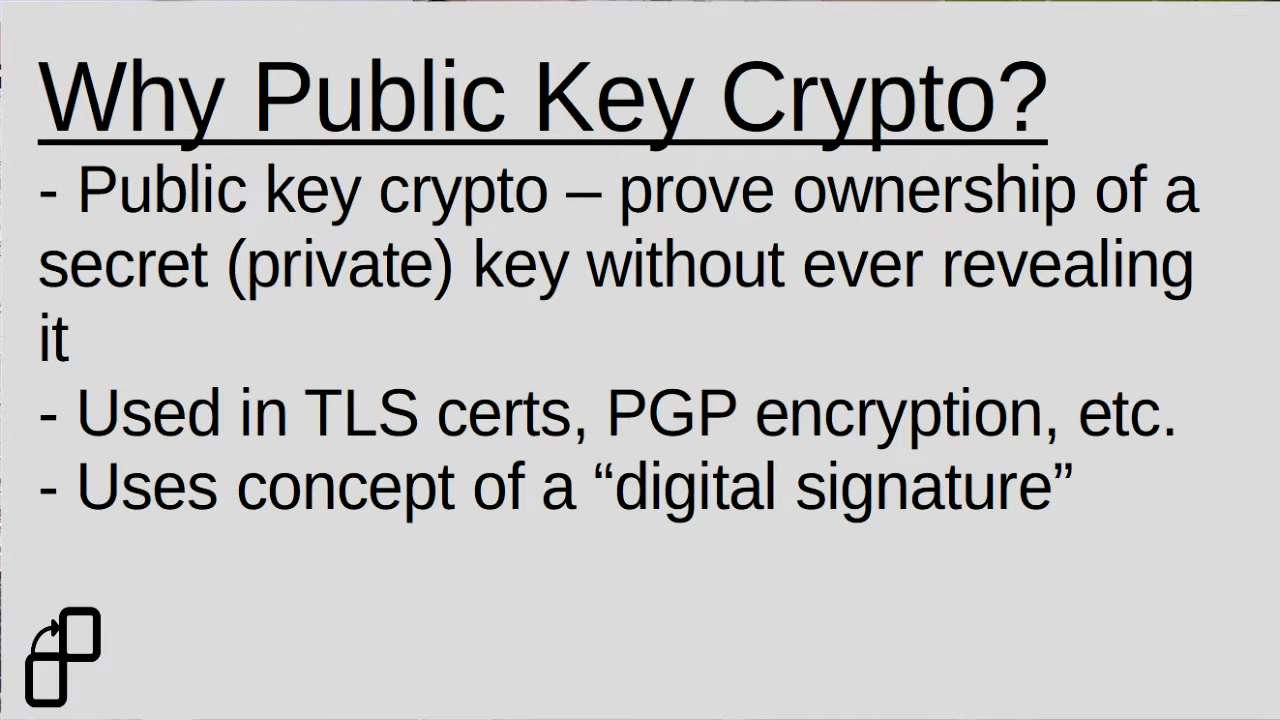 Why Public Key Crypto?
- Public key crypto – prove ownership of a
secret (private) key without ever revealing
it
- Used in TLS certs, PGP encryption, etc.
- Uses concept of a “digital signature”